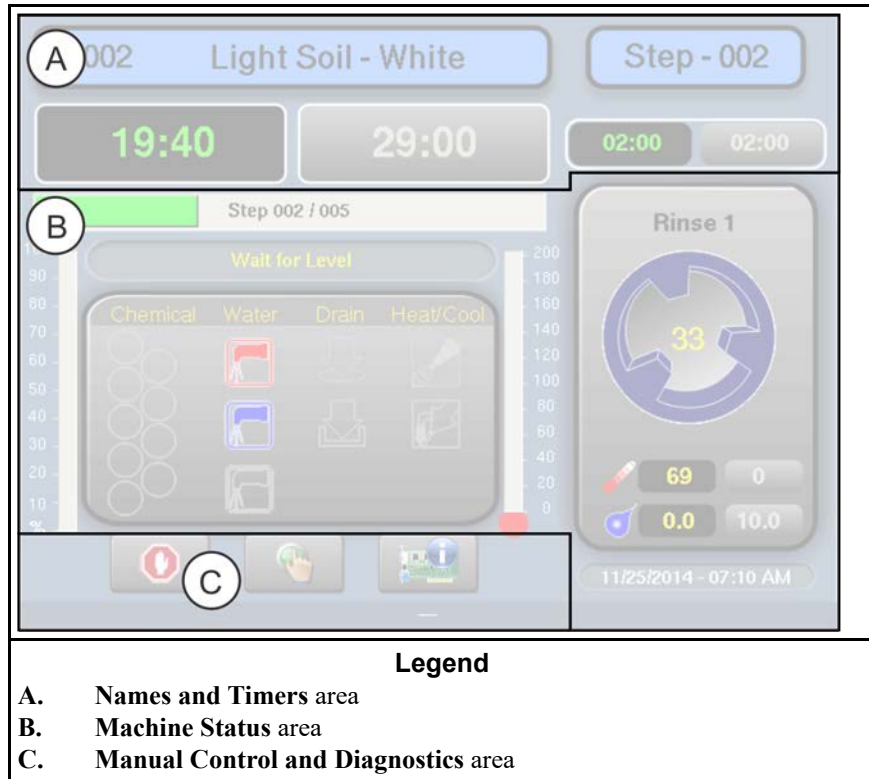 A
002 Light Soil - White
Step - 002
19:40
29:00
02:00
02:00
B
Step 002 / 005
Wait for Level
Chemical Water Drain Heat/Cool
90
80
70
60
50
40
30
20
10
%
200
180
160
140
120
100
80
60
40
20
0
Rinse 1
33
69
0
0.0
10.0
C
11/25/2014 - 07:10 AM
Legend
A. Names and Timers area
B. Machine Status area
C. Manual Control and Diagnostics area